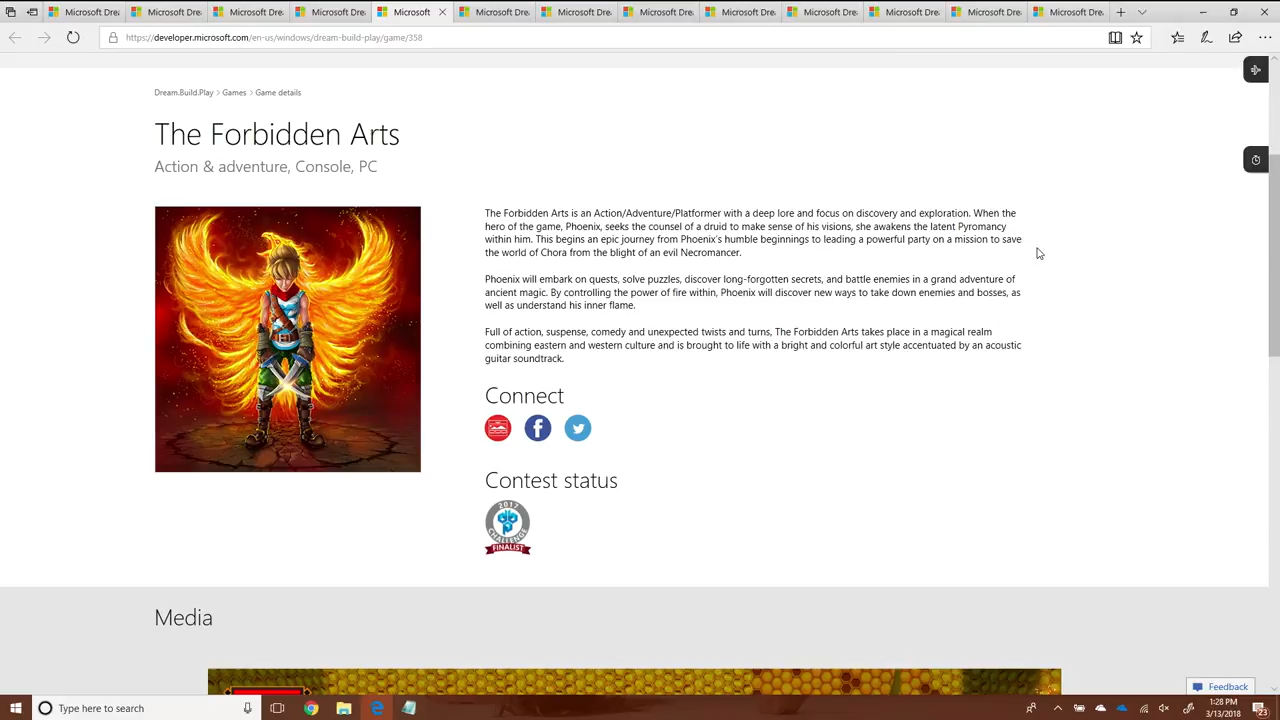 Microsoft Dre
Microsoft Dre
Microsoft Dre
Microsoft Dre
Microsoft
Microsoft Dre
Microsoft Dre
Microsoft Dre
Microsoft Dre
Microsoft Dre
Microsoft Dre
Microsoft Dre
Microsoft Dre
https://developer.microsoft.com/en-us/windows/dream-build-play/game/358
Dream.Build.Play > Games > Game details
The Forbidden Arts
Action & adventure, Console, PC
The Forbidden Arts is an Action/Adventure/Platformer with a deep lore and focus on discovery and exploration. When the
hero of the game, Phoenix, seeks the counsel of a druid to make sense of his visions, she awakens the latent Pyromancy
within him. This begins an epic journey from Phoenix's humble beginnings to leading a powerful party on a mission to save
the world of Chora from the blight of an evil Necromancer.
Phoenix will embark on quests, solve puzzles, discover long-forgotten secrets, and battle enemies in a grand adventure of
ancient magic. By controlling the power of fire within, Phoenix will discover new ways to take down enemies and bosses, as
well as understand his inner flame.
Full of action, suspense, comedy and unexpected twists and turns, The Forbidden Arts takes place in a magical realm
combining eastern and western culture and is brought to life with a bright and colorful art style accentuated by an acoustic
guitar soundtrack.
Connect
Contest status
2017
CHALLENGE
FINALIST
Media
Feedback
Type here to search
1:28 PM
3/13/2018
23